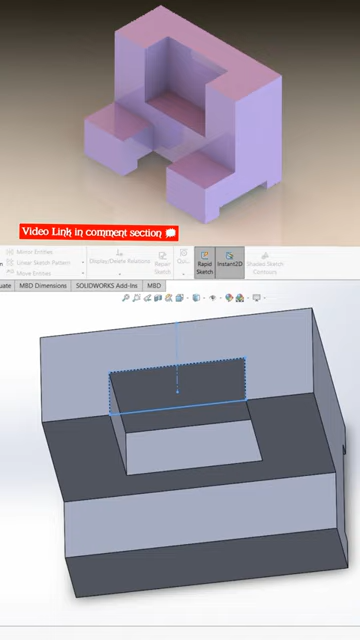 Video Link in comment section
Mirror Entities
Linear Sketch Pattern
Move Entities
Display/Delete Relations
Repair
Sketch
Rapid
Sketch
Instant2D
Shaded Sketch
Contours
MBD Dimensions SOLIDWORKS Add-Ins MBD